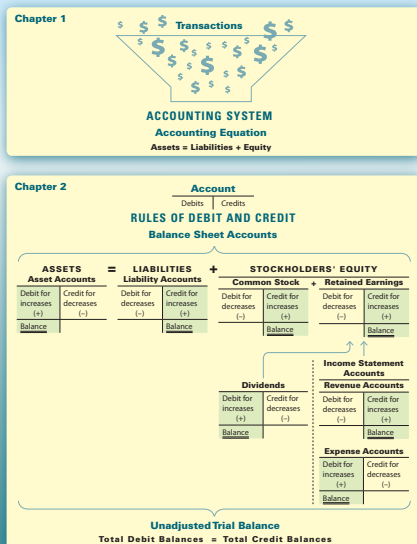 Chapter 1
$ $ $ Transactions $ $
$ $ $ $ $ $ $ $ $ $ $ $ $ $ $ $ $
ACCOUNTING SYSTEM
Accounting Equation
Assets = Liabilities + Equity
Chapter 2
Account
Debits Credits
RULES OF DEBIT AND CREDIT
Balance Sheet Accounts
ASSETS = LIABILITIES + STOCKHOLDERS' EQUITY
Asset Accounts Liability Accounts Common Stock + Retained Earnings
Debit for Credit for Debit for Credit for Debit for Credit for Debit for Credit for
increases decreases decreases increases decreases increases decreases increases
(+) (–) (–) (+) (–) (+) (–) (+)
Balance Balance Balance Balance
Income Statement
Accounts
Dividends Revenue Accounts
Debit for Credit for Debit for Credit for
increases decreases decreases increases
(+) (–) (–) (+)
Balance Balance
Expense Accounts
Debit for Credit for
increases decreases
(+) (–)
Balance
Unadjusted Trial Balance
Total Debit Balances = Total Credit Balances